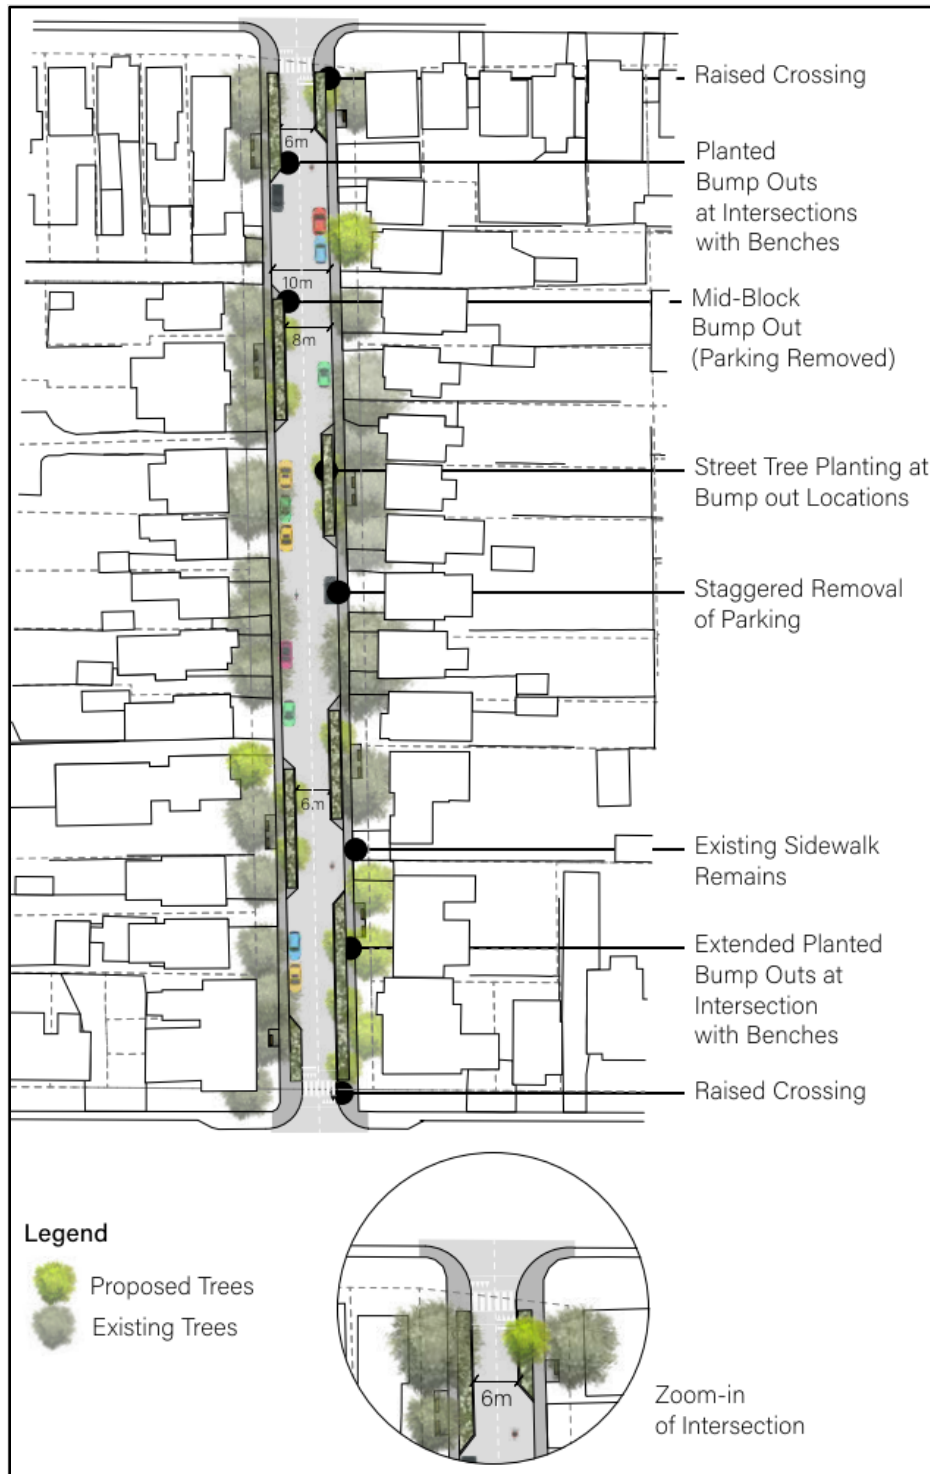 Raised Crossing
6m
Planted
Bump Outs
at Intersections
with Benches
10m
Mid-Block
Bump Out
(Parking Removed)
8m
Street Tree Planting at
Bump out Locations
Staggered Removal
of Parking
6m
Existing Sidewalk
Remains
Extended Planted
Bump Outs at
Intersection
with Benches
Raised Crossing
Legend
Proposed Trees
Existing Trees
6m
Zoom-in
of Intersection